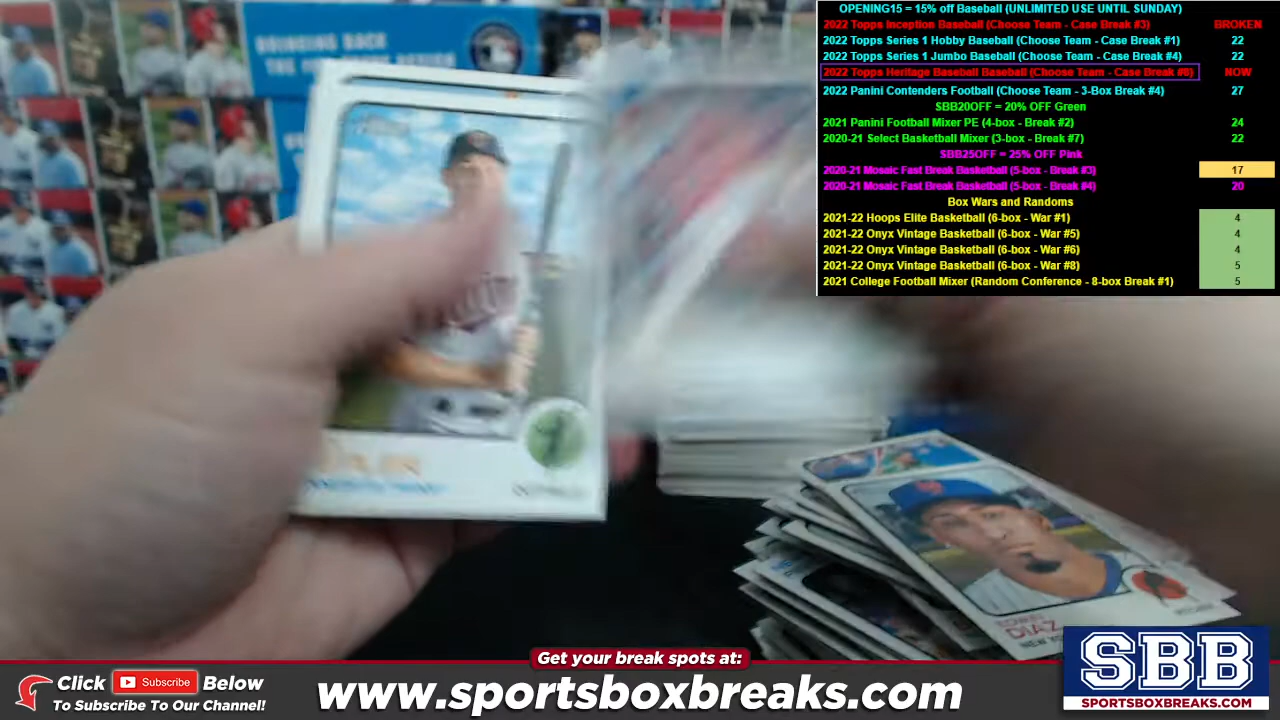 OPENING15 = 15% off Baseball (UNLIMITED USE UNTIL SUNDAY)
2022 Topps Inception Baseball (Choose Team - Case Break #3) BROKEN
2022 Topps Series 1 Hobby Baseball (Choose Team - Case Break #1) 22
2022 Topps Series 1 Jumbo Baseball (Choose Team - Case Break #4) 22
2022 Topps Heritage Baseball Baseball (Choose Team - Case Break #6) NOW
2022 Panini Contenders Football (Choose Team - 3-Box Break #4) 27
SBB20OFF = 20% OFF Green
2021 Panini Football Mixer PE (4-box - Break #2) 24
2020-21 Select Basketball Mixer (3-box - Break #7) 22
SBB25OFF = 25% OFF Pink
2020-21 Mosaic Fast Break Basketball (5-box - Break #3) 17
2020-21 Mosaic Fast Break Basketball (5-box - Break #4) 20
Box Wars and Randoms
2021-22 Hoops Elite Basketball (6-box - War #1) 4
2021-22 Onyx Vintage Basketball (6-box - War #5) 4
2021-22 Onyx Vintage Basketball (6-box - War #6) 4
2021-22 Onyx Vintage Basketball (6-box - War #8) 5
2021 College Football Mixer (Random Conference - 8-box Break #1) 5
DIAZ
NEW
Get your break spots at:
Click Subscribe Below
To Subscribe To Our Channel!
www.sportsboxbreaks.com
SBB
SPORTSBOXBREAKS.COM